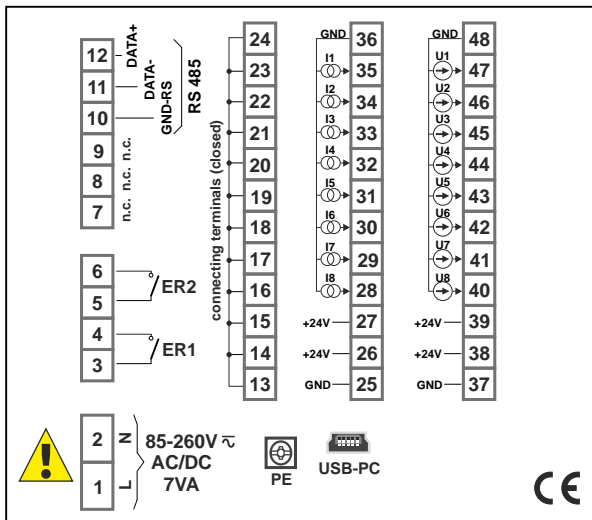 12 DATA+
11 DATA-
10 GND-RS
RS 485
9 n.c.
8 n.c.
7 n.c.
6
5
ER2
4
3
ER1
2 N
1 L
85-260V
AC/DC
7VA
connecting terminals (closed)
24
23
22
21
20
19
18
17
16
15
14
13
GND 36
I1 35
I2 34
I3 33
I4 32
I5 31
I6 30
I7 29
I8 28
+24V 27
+24V 26
GND 25
GND 48
U1 47
U2 46
U3 45
U4 44
U5 43
U6 42
U7 41
U8 40
+24V 39
+24V 38
GND 37
PE
USB-PC
CE